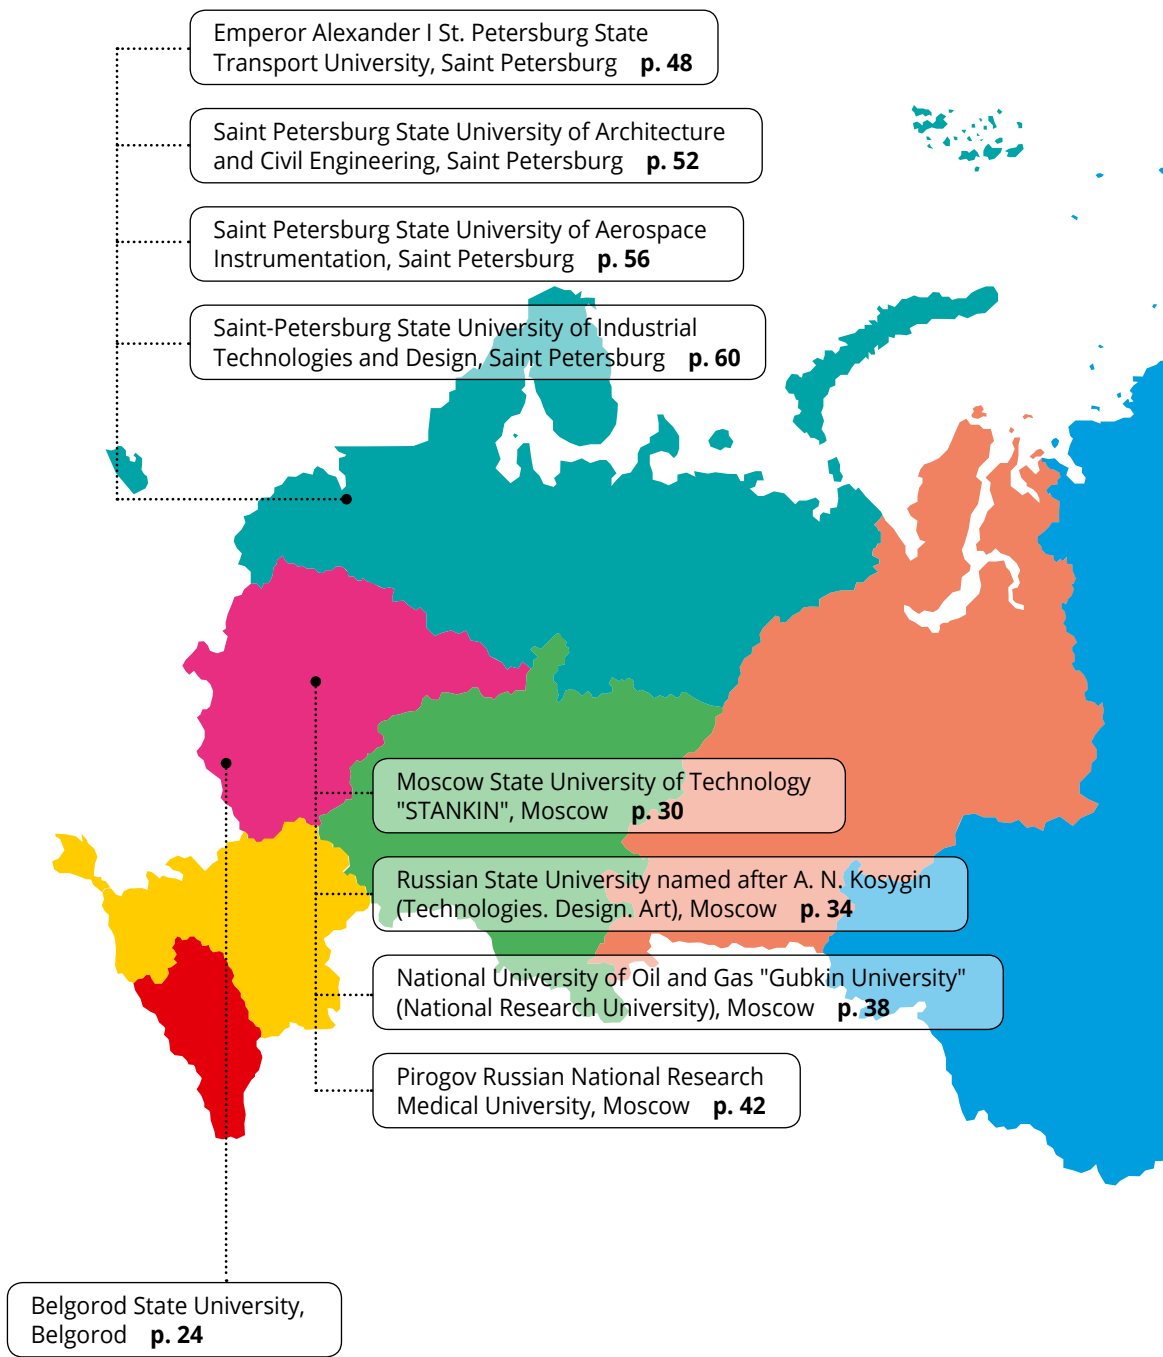 Emperor Alexander I St. Petersburg State
Transport University, Saint Petersburg p. 48
Saint Petersburg State University of Architecture
and Civil Engineering, Saint Petersburg p. 52
Saint Petersburg State University of Aerospace
Instrumentation, Saint Petersburg p. 56
Saint-Petersburg State University of Industrial
Technologies and Design, Saint Petersburg p. 60
Moscow State University of Technology
"STANKIN", Moscow p. 30
Russian State University named after A. N. Kosygin
(Technologies. Design. Art), Moscow p. 34
National University of Oil and Gas "Gubkin University"
(National Research University), Moscow p. 38
Pirogov Russian National Research
Medical University, Moscow p. 42
Belgorod State University,
Belgorod p. 24